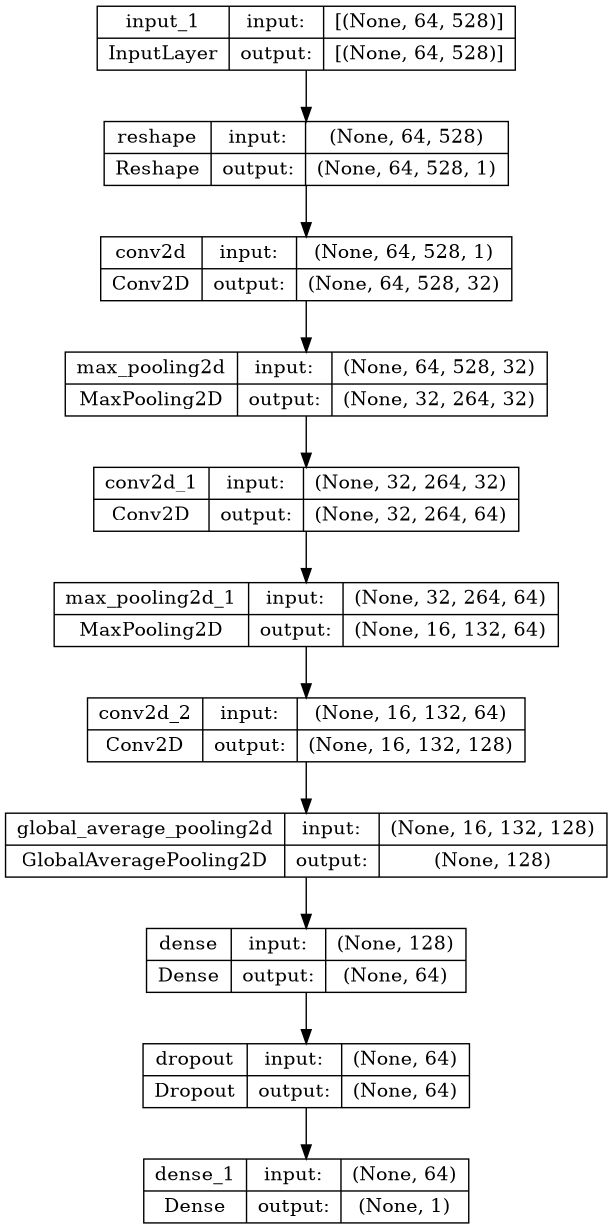 input_1 input: [(None, 64, 528)]
InputLayer output: [(None, 64, 528)]
reshape input: (None, 64, 528)
Reshape output: (None, 64, 528, 1)
conv2d input: (None, 64, 528, 1)
Conv2D output: (None, 64, 528, 32)
max_pooling2d input: (None, 64, 528, 32)
MaxPooling2D output: (None, 32, 264, 32)
conv2d_1 input: (None, 32, 264, 32)
Conv2D output: (None, 32, 264, 64)
max_pooling2d_1 input: (None, 32, 264, 64)
MaxPooling2D output: (None, 16, 132, 64)
conv2d_2 input: (None, 16, 132, 64)
Conv2D output: (None, 16, 132, 128)
global_average_pooling2d input: (None, 16, 132, 128)
GlobalAveragePooling2D output: (None, 128)
dense input: (None, 128)
Dense output: (None, 64)
dropout input: (None, 64)
Dropout output: (None, 64)
dense_1 input: (None, 64)
Dense output: (None, 1)